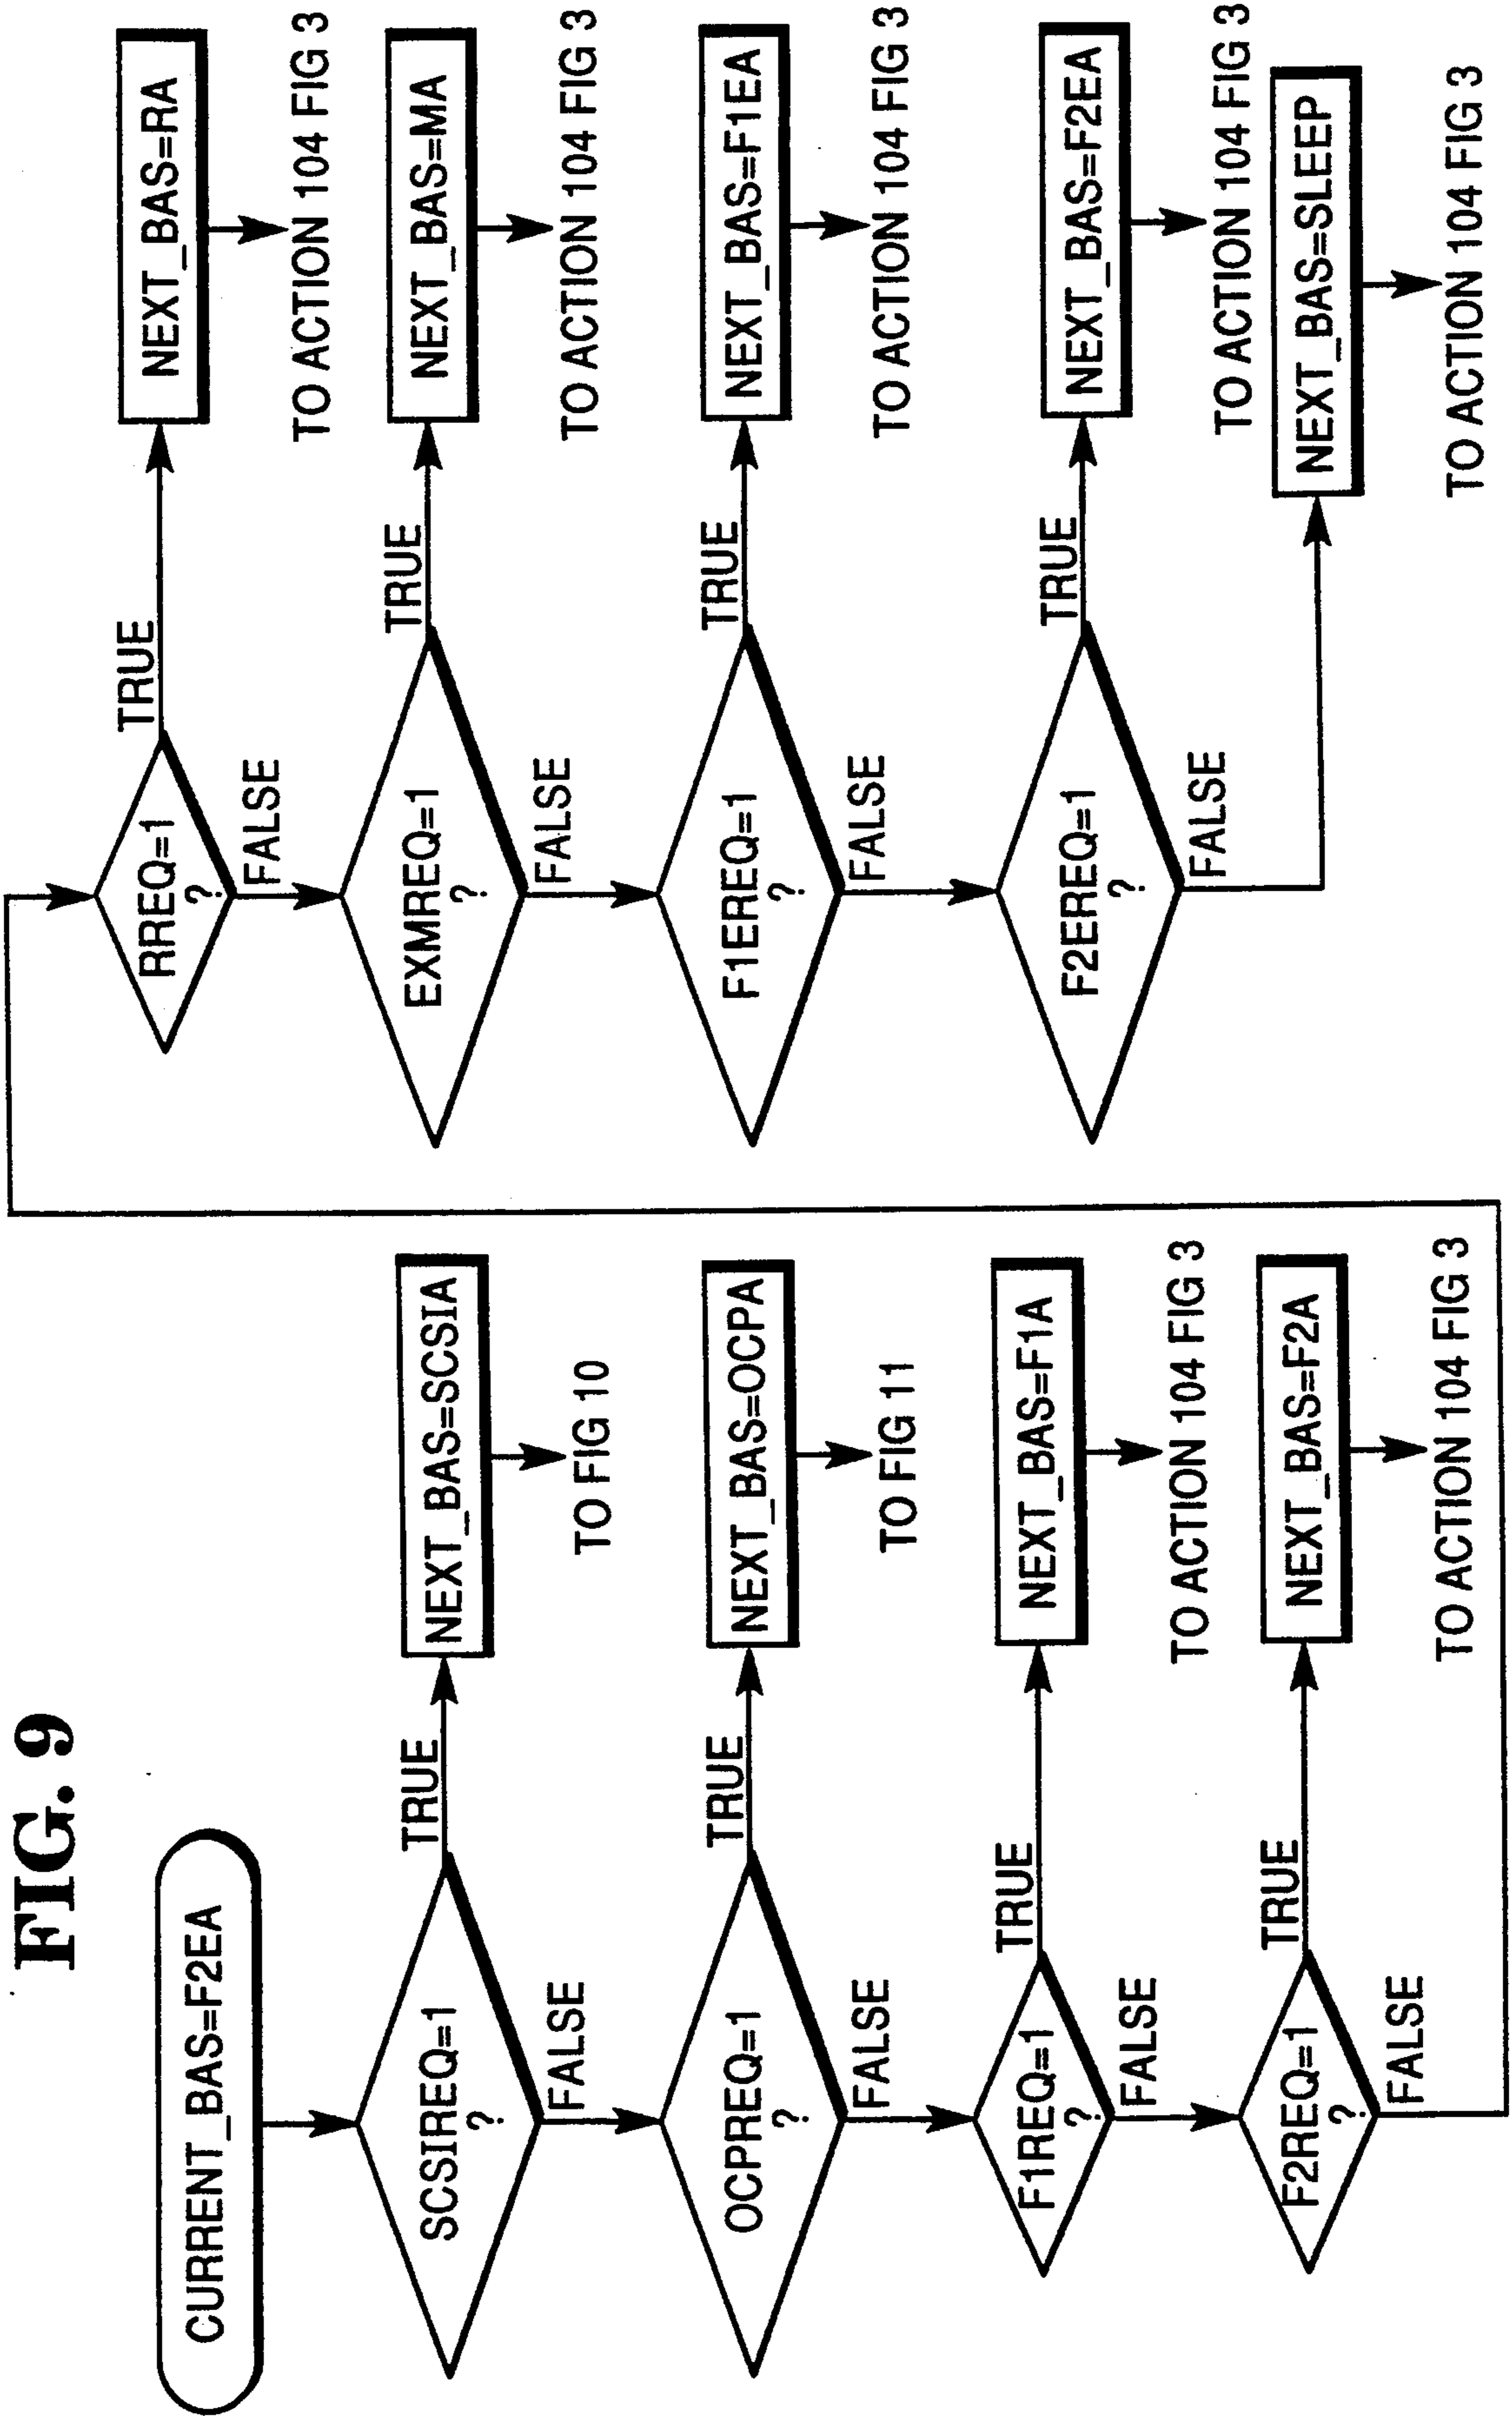 FIG. 9
CURRENT_BAS=F2EA
SCSIREQ=1
?
TRUE
NEXT_BAS=SCSIA
TO FIG 10
FALSE
OCPREQ=1
?
TRUE
NEXT_BAS=OCPA
TO FIG 11
FALSE
F1REQ=1
?
TRUE
NEXT_BAS=F1A
TO ACTION 104 FIG 3
FALSE
F2REQ=1
?
TRUE
NEXT_BAS=F2A
TO ACTION 104 FIG 3
FALSE
RREQ=1
?
TRUE
NEXT_BAS=RA
TO ACTION 104 FIG 3
FALSE
EXMREQ=1
?
TRUE
NEXT_BAS=MA
TO ACTION 104 FIG 3
FALSE
F1EREQ=1
?
TRUE
NEXT_BAS=F1EA
TO ACTION 104 FIG 3
FALSE
F2EREQ=1
?
TRUE
NEXT_BAS=F2EA
TO ACTION 104 FIG 3
FALSE
NEXT_BAS=SLEEP
TO ACTION 104 FIG 3